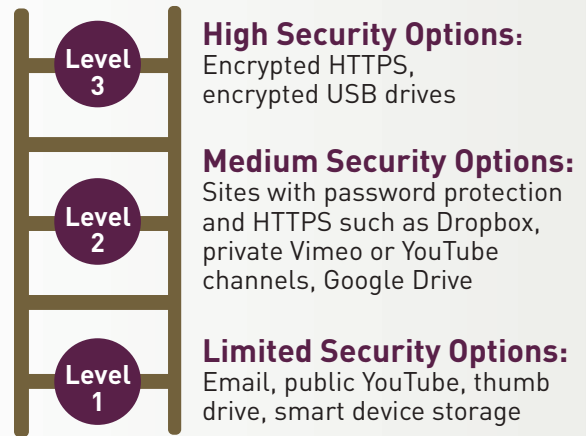 Level
3
High Security Options:
Encrypted HTTPS,
encrypted USB drives
Level
2
Medium Security Options:
Sites with password protection
and HTTPS such as Dropbox,
private Vimeo or YouTube
channels, Google Drive
Level
1
Limited Security Options:
Email, public YouTube, thumb
drive, smart device storage